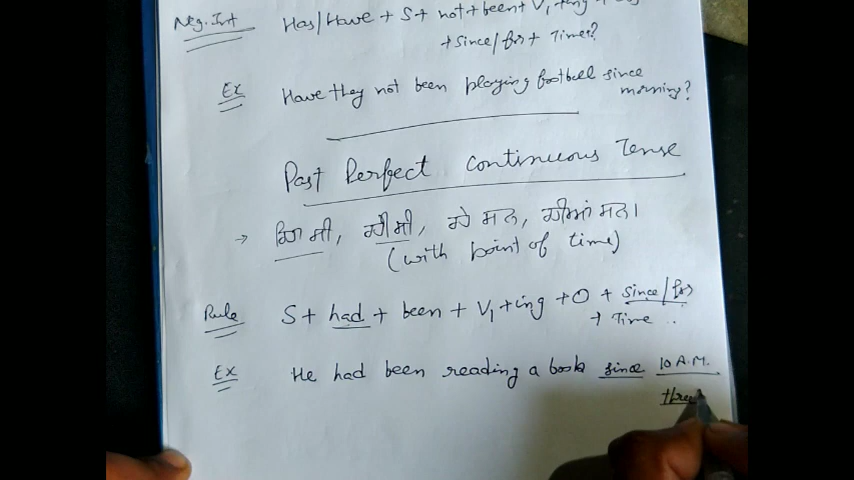 Neg. Int Has/Have + S + not + been + V1 + ing +
+ since/for + Time?
Ex Have they not been playing football since
morning?
Past Perfect Continuous Tense
→ ਰਿਹਾ ਸੀ, ਰਹੀ ਸੀ, ਰਹੇ ਸਨ, ਰਹੀਆਂ ਸਨ।
(with point of time)
Rule S + had + been + V1 + ing + O + since/for
+ Time ..
Ex He had been reading a book since 10 A.M.